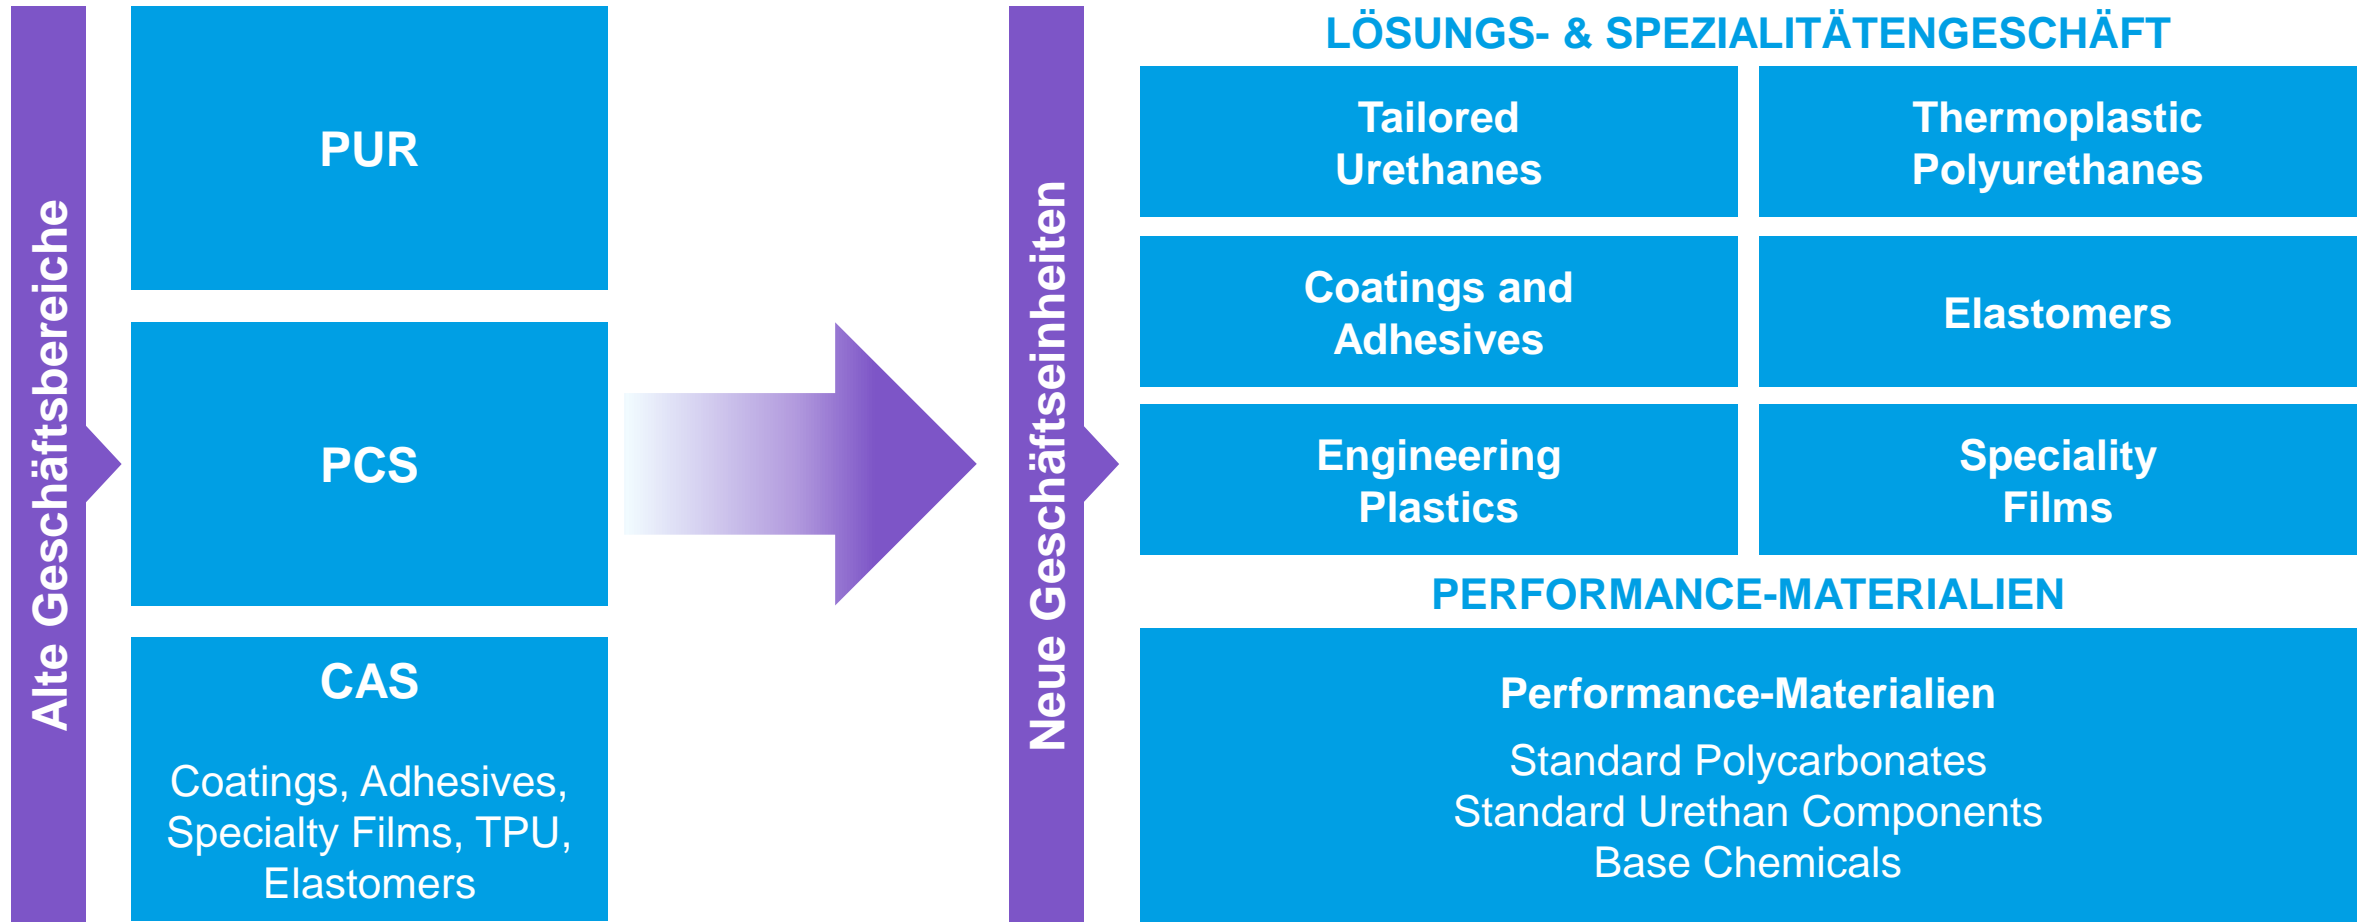 Alte Geschäftsbereiche
PUR
PCS
CAS
Coatings, Adhesives,
Specialty Films, TPU,
Elastomers
Neue Geschäftseinheiten
LÖSUNGS- & SPEZIALITÄTENGESCHÄFT
Tailored
Urethanes
Thermoplastic
Polyurethanes
Coatings and
Adhesives
Elastomers
Engineering
Plastics
Speciality
Films
PERFORMANCE-MATERIALIEN
Performance-Materialien
Standard Polycarbonates
Standard Urethan Components
Base Chemicals